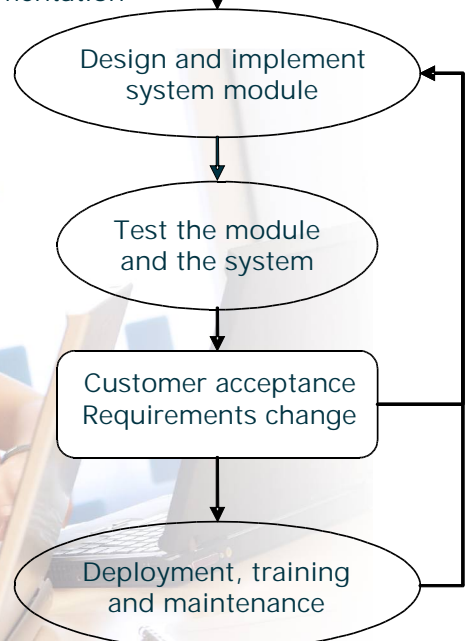 Design and implement
system module
Test the module
and the system
Customer acceptance
Requirements change
Deployment, training
and maintenance